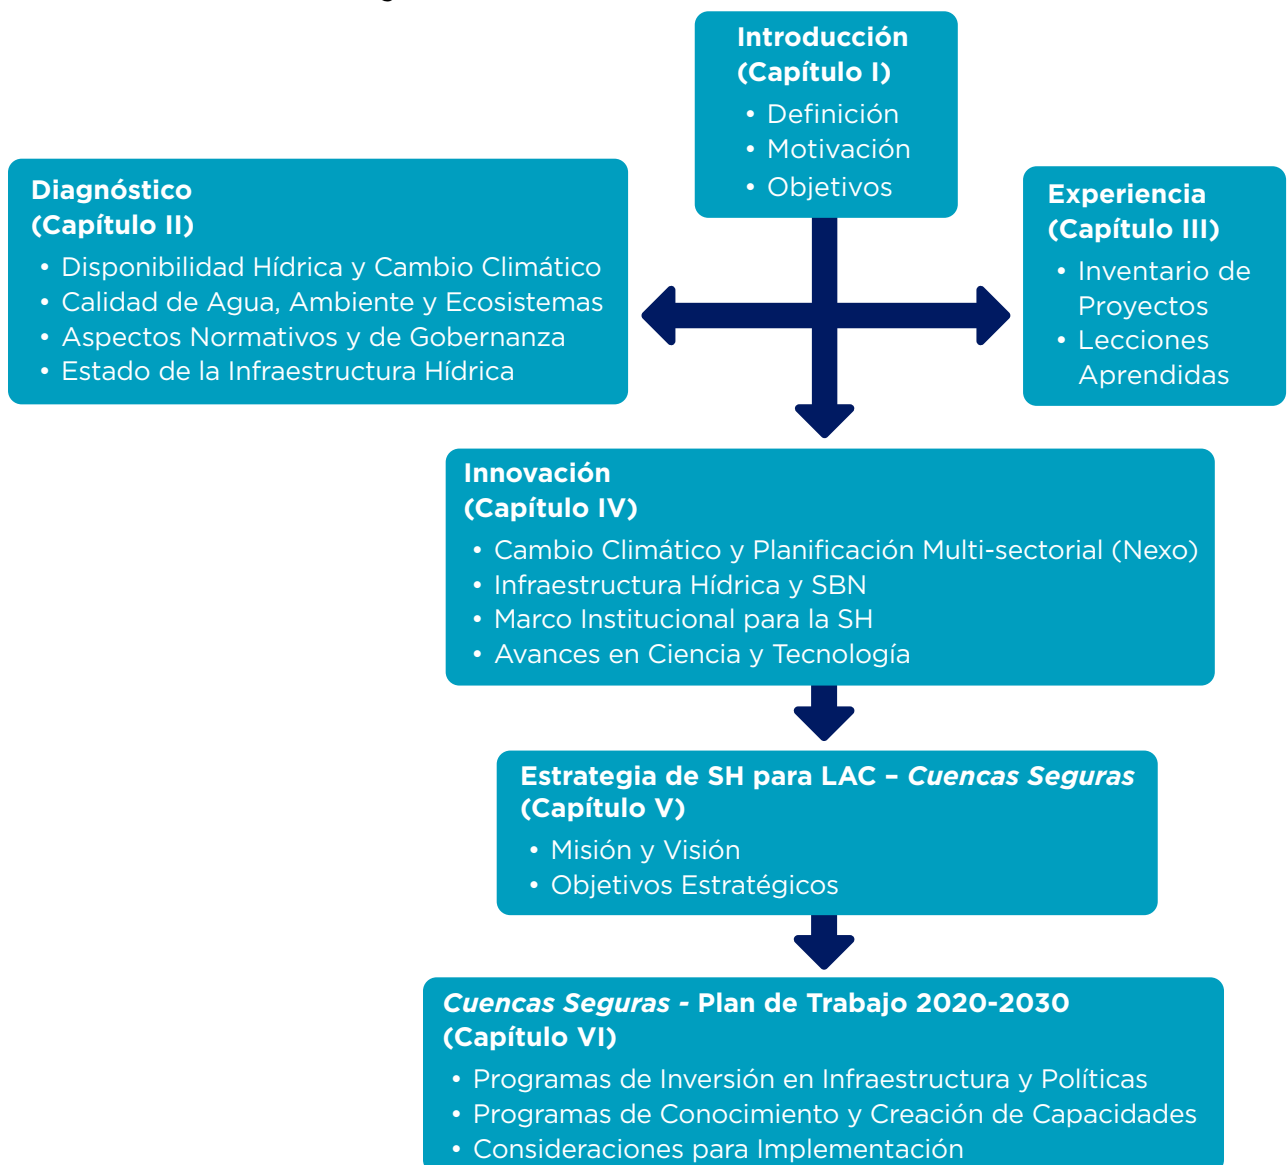 Introducción
(Capítulo I)
• Definición
• Motivación
• Objetivos
Diagnóstico
(Capítulo II)
• Disponibilidad Hídrica y Cambio Climático
• Calidad de Agua, Ambiente y Ecosistemas
• Aspectos Normativos y de Gobernanza
• Estado de la Infraestructura Hídrica
Experiencia
(Capítulo III)
• Inventario de
Proyectos
• Lecciones
Aprendidas
Innovación
(Capítulo IV)
• Cambio Climático y Planificación Multi-sectorial (Nexo)
• Infraestructura Hídrica y SBN
• Marco Institucional para la SH
• Avances en Ciencia y Tecnología
Estrategia de SH para LAC – Cuencas Seguras
(Capítulo V)
• Misión y Visión
• Objetivos Estratégicos
Cuencas Seguras - Plan de Trabajo 2020-2030
(Capítulo VI)
• Programas de Inversión en Infraestructura y Políticas
• Programas de Conocimiento y Creación de Capacidades
• Consideraciones para Implementación